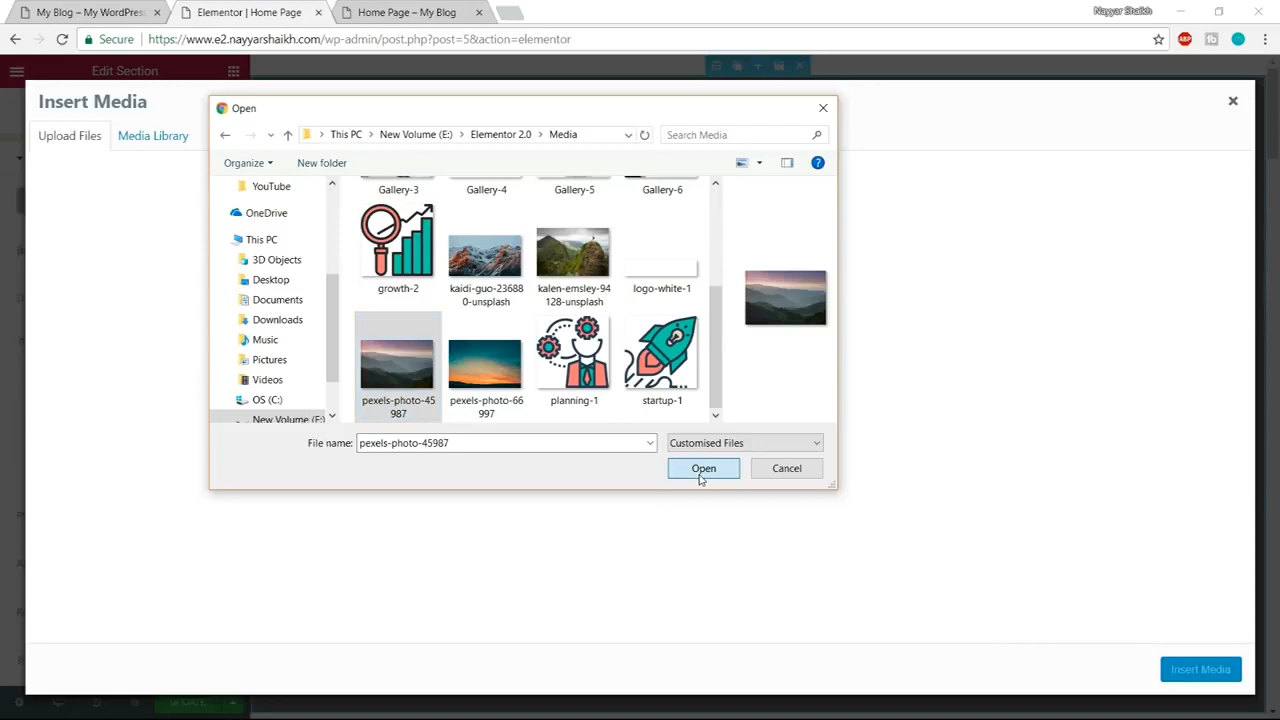 My Blog – My WordPress
Elementor | Home Page
Home Page – My Blog
Nayyar Shaikh
Secure
https://www.e2.nayyarshaikh.com/wp-admin/post.php?post=5&action=elementor
ABP
Edit Section
Insert Media
Upload Files
Media Library
Open
This PC > New Volume (E:) > Elementor 2.0 > Media
Search Media
Organize
New folder
YouTube
OneDrive
This PC
3D Objects
Desktop
Documents
Downloads
Music
Pictures
Videos
OS (C:)
New Volume (E:)
Gallery-3
Gallery-4
Gallery-5
Gallery-6
growth-2
kaidi-guo-23688
0-unsplash
kalen-emsley-94
128-unsplash
logo-white-1
pexels-photo-45
987
pexels-photo-66
997
planning-1
startup-1
File name:
pexels-photo-45987
Customised Files
Open
Cancel
Insert Media